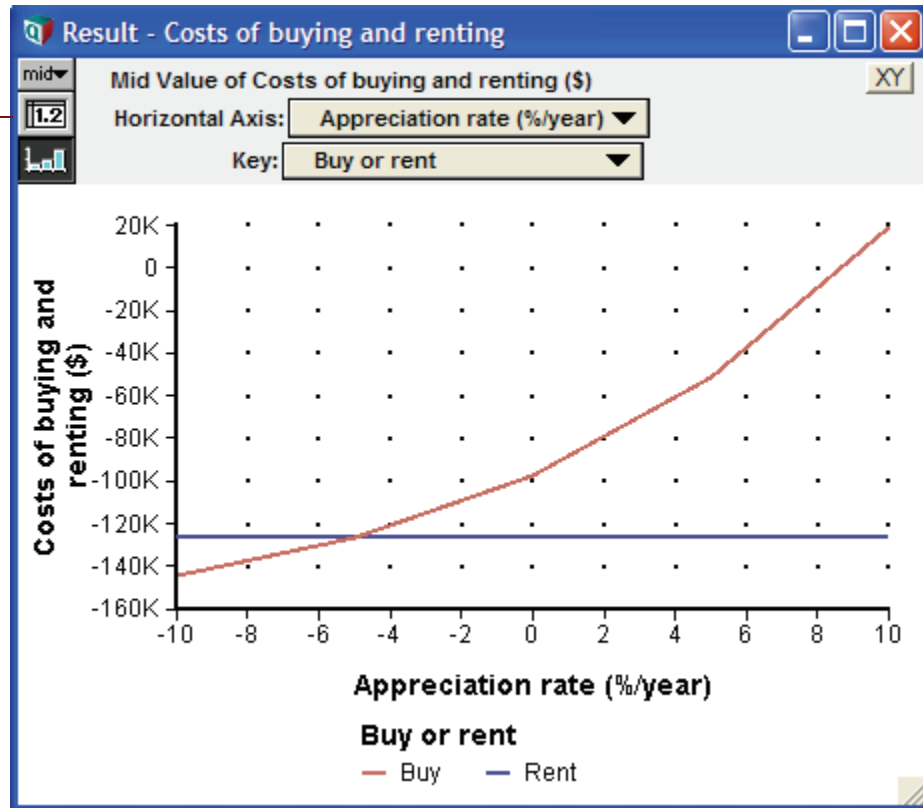 Result - Costs of buying and renting
mid
Mid Value of Costs of buying and renting ($)
XY
1.2
Horizontal Axis: Appreciation rate (%/year)
Key: Buy or rent
20K
0
-20K
-40K
-60K
-80K
-100K
-120K
-140K
-160K
Costs of buying and
renting ($)
-10 -8 -6 -4 -2 0 2 4 6 8 10
Appreciation rate (%/year)
Buy or rent
Buy Rent